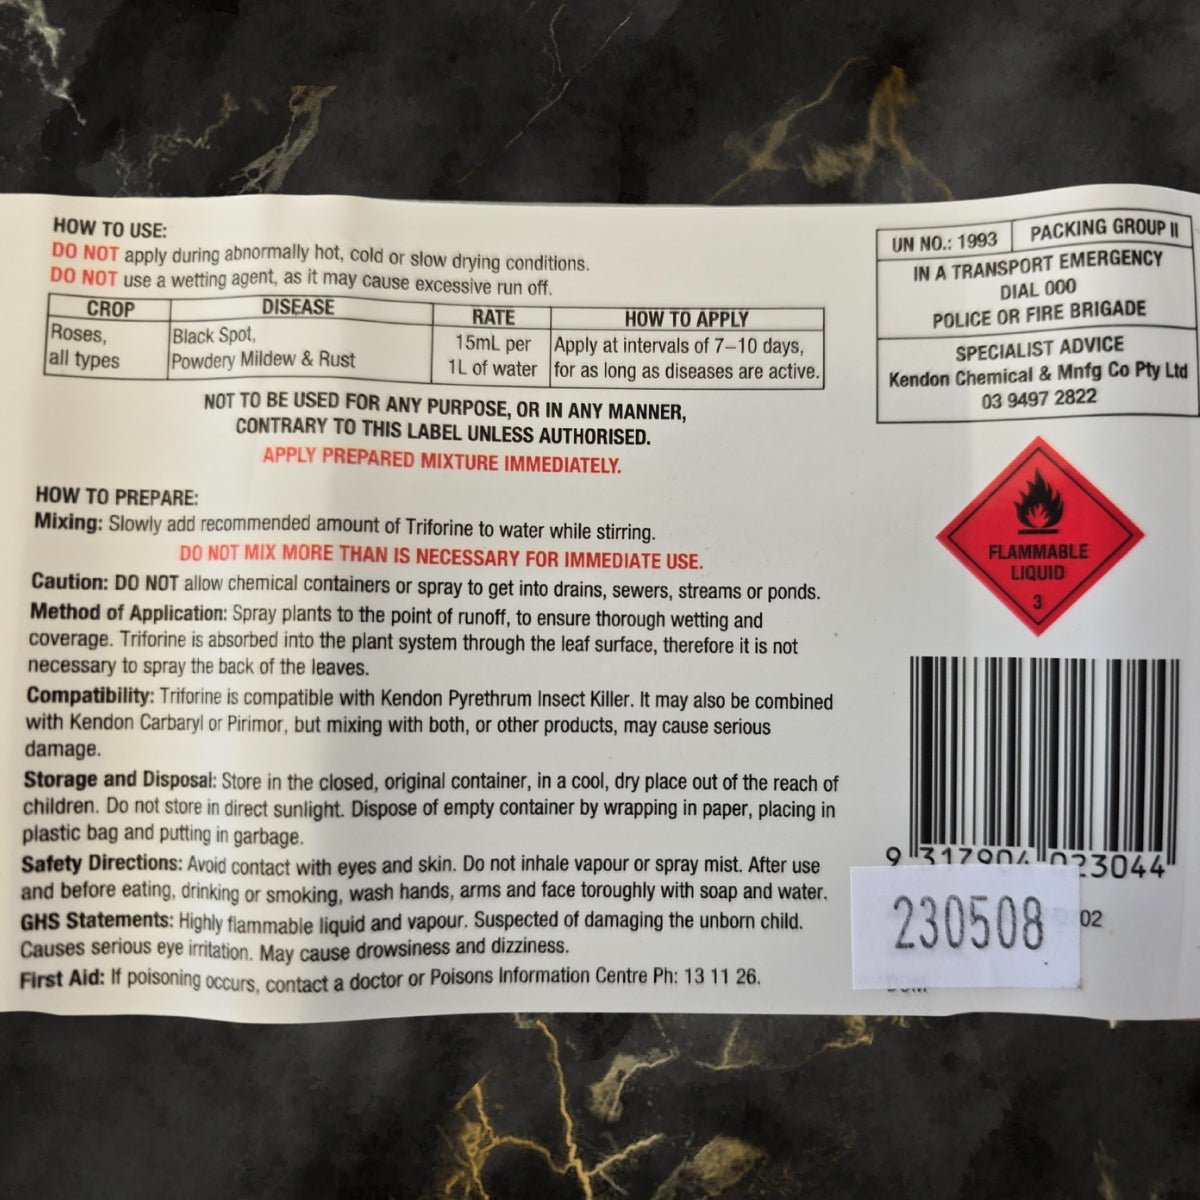 HOW TO USE:
DO NOT apply during abnormally hot, cold or slow drying conditions.
DO NOT use a wetting agent, as it may cause excessive run off.
CROP DISEASE RATE HOW TO APPLY
Roses, Black Spot, 15mL per Apply at intervals of 7–10 days,
all types Powdery Mildew & Rust 1L of water for as long as diseases are active.
NOT TO BE USED FOR ANY PURPOSE, OR IN ANY MANNER,
CONTRARY TO THIS LABEL UNLESS AUTHORISED.
APPLY PREPARED MIXTURE IMMEDIATELY.
HOW TO PREPARE:
Mixing: Slowly add recommended amount of Triforine to water while stirring.
DO NOT MIX MORE THAN IS NECESSARY FOR IMMEDIATE USE.
Caution: DO NOT allow chemical containers or spray to get into drains, sewers, streams or ponds.
Method of Application: Spray plants to the point of runoff, to ensure thorough wetting and
coverage. Triforine is absorbed into the plant system through the leaf surface, therefore it is not
necessary to spray the back of the leaves.
Compatibility: Triforine is compatible with Kendon Pyrethrum Insect Killer. It may also be combined
with Kendon Carbaryl or Pirimor, but mixing with both, or other products, may cause serious
damage.
Storage and Disposal: Store in the closed, original container, in a cool, dry place out of the reach of
children. Do not store in direct sunlight. Dispose of empty container by wrapping in paper, placing in
plastic bag and putting in garbage.
Safety Directions: Avoid contact with eyes and skin. Do not inhale vapour or spray mist. After use
and before eating, drinking or smoking, wash hands, arms and face toroughly with soap and water.
GHS Statements: Highly flammable liquid and vapour. Suspected of damaging the unborn child.
Causes serious eye irritation. May cause drowsiness and dizziness.
First Aid: If poisoning occurs, contact a doctor or Poisons Information Centre Ph: 13 11 26.
UN NO.: 1993 PACKING GROUP II
IN A TRANSPORT EMERGENCY
DIAL 000
POLICE OR FIRE BRIGADE
SPECIALIST ADVICE
Kendon Chemical & Mnfg Co Pty Ltd
03 9497 2822
FLAMMABLE
LIQUID
3
9 317904 023044
230508
02